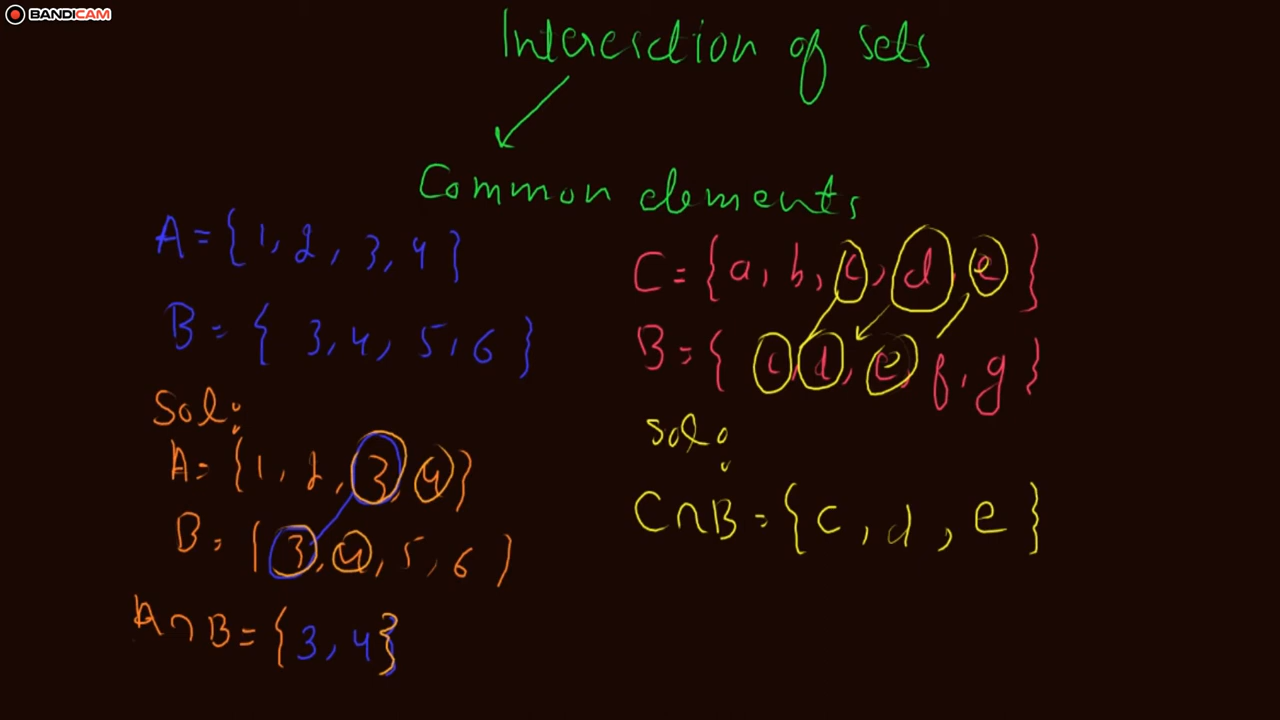 BANDICAM
Interesction of sets
Common elements
A = {1, 2, 3, 4}
B = { 3, 4, 5, 6 }
Sol:
A = {1, 2, 3, 4}
B = { 3, 4, 5, 6 }
A ∩ B = {3, 4}
C = {a, b, c, d, e }
B = { c, d, e, f, g }
Sol:
C ∩ B = {c, d, e}